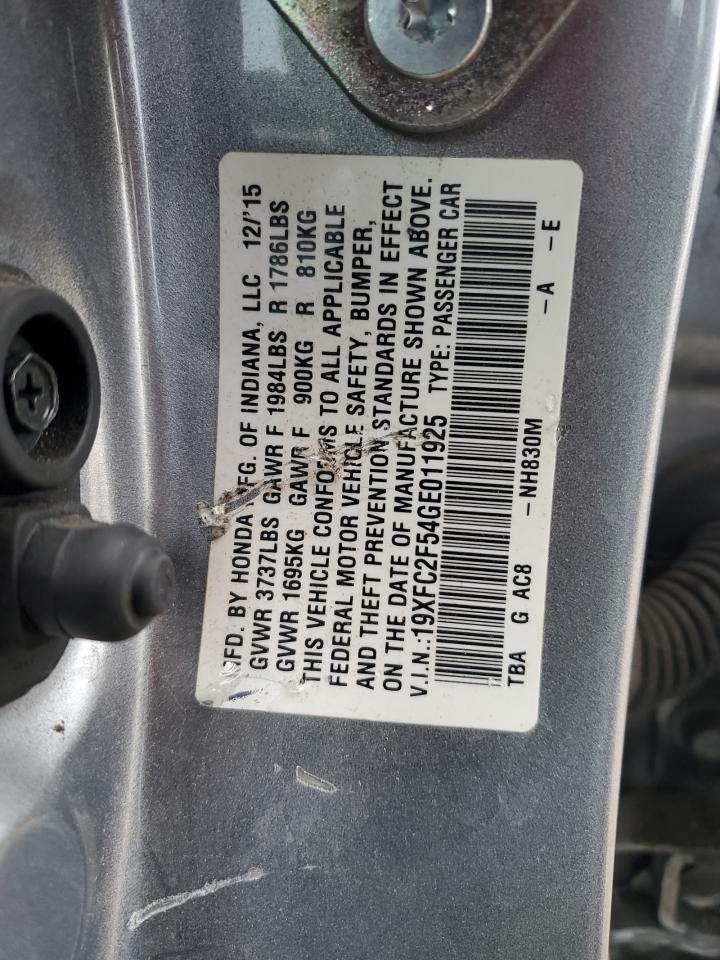 MFD. BY HONDA MFG. OF INDIANA, LLC 12/'15
GVWR 3737LBS GAWR F 1984LBS R 1786LBS
GVWR 1695KG GAWR F 900KG R 810KG
THIS VEHICLE CONFORMS TO ALL APPLICABLE
FEDERAL MOTOR VEHICLE SAFETY, BUMPER,
AND THEFT PREVENTION STANDARDS IN EFFECT
ON THE DATE OF MANUFACTURE SHOWN ABOVE.
V.I.N.:19XFC2F54GE011925 TYPE: PASSENGER CAR
TBA G AC8 -NH830M -A -E